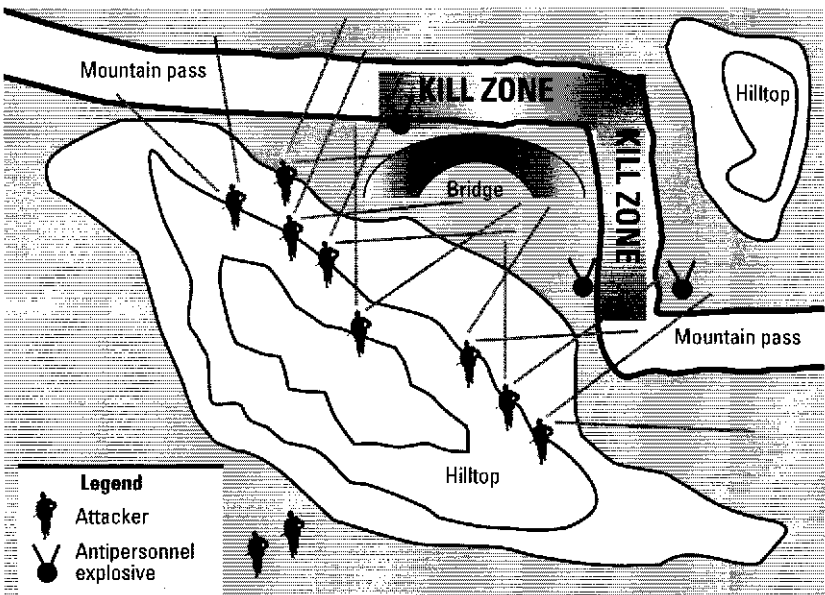 Mountain pass
KILL ZONE
Hilltop
KILL ZONE
Bridge
Mountain pass
Hilltop
Legend
Attacker
Antipersonnel
explosive